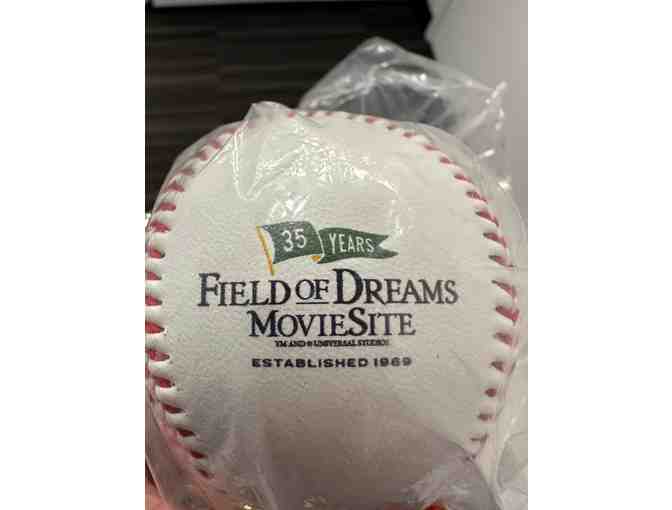 35 YEARS
FIELD OF DREAMS
MOVIESITE
TM AND © UNIVERSAL STUDIOS
ESTABLISHED 1989